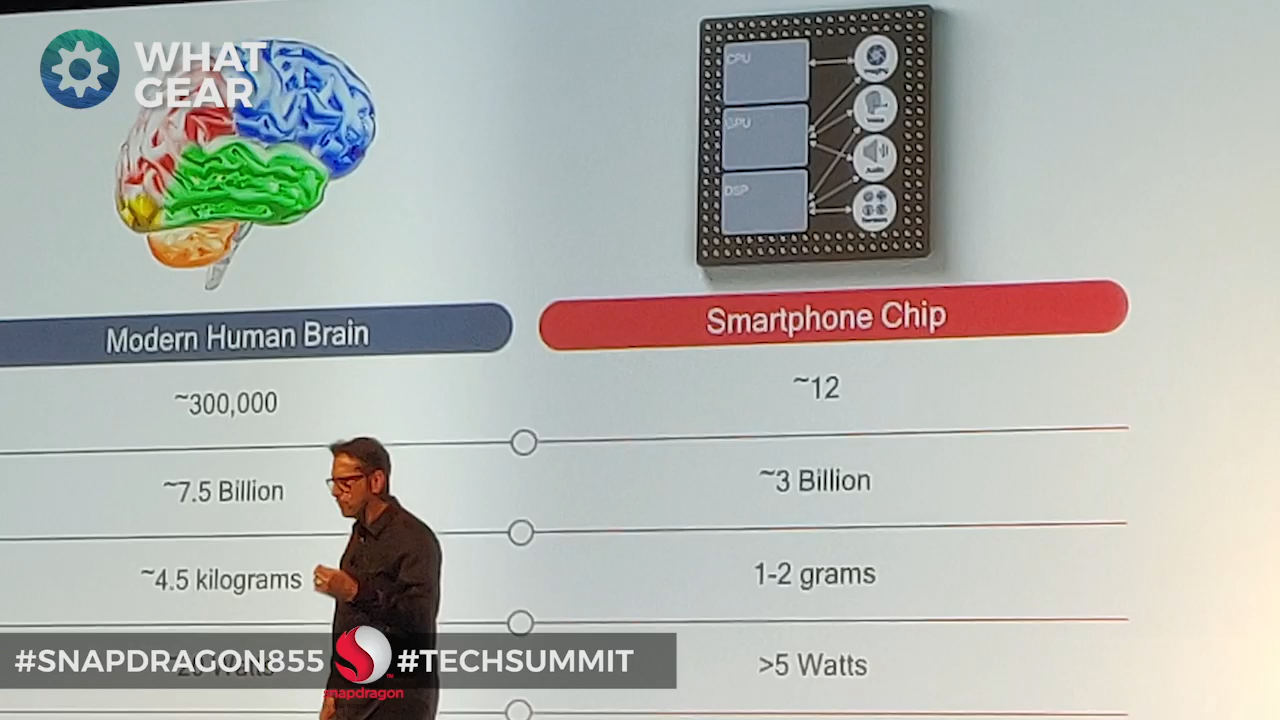 WHAT
GEAR
CPU
GPU
DSP
Audio
Modern Human Brain
Smartphone Chip
~300,000
~12
~7.5 Billion
~3 Billion
~4.5 kilograms
1-2 grams
#SNAPDRAGON855
#TECHSUMMIT
snapdragon
>5 Watts